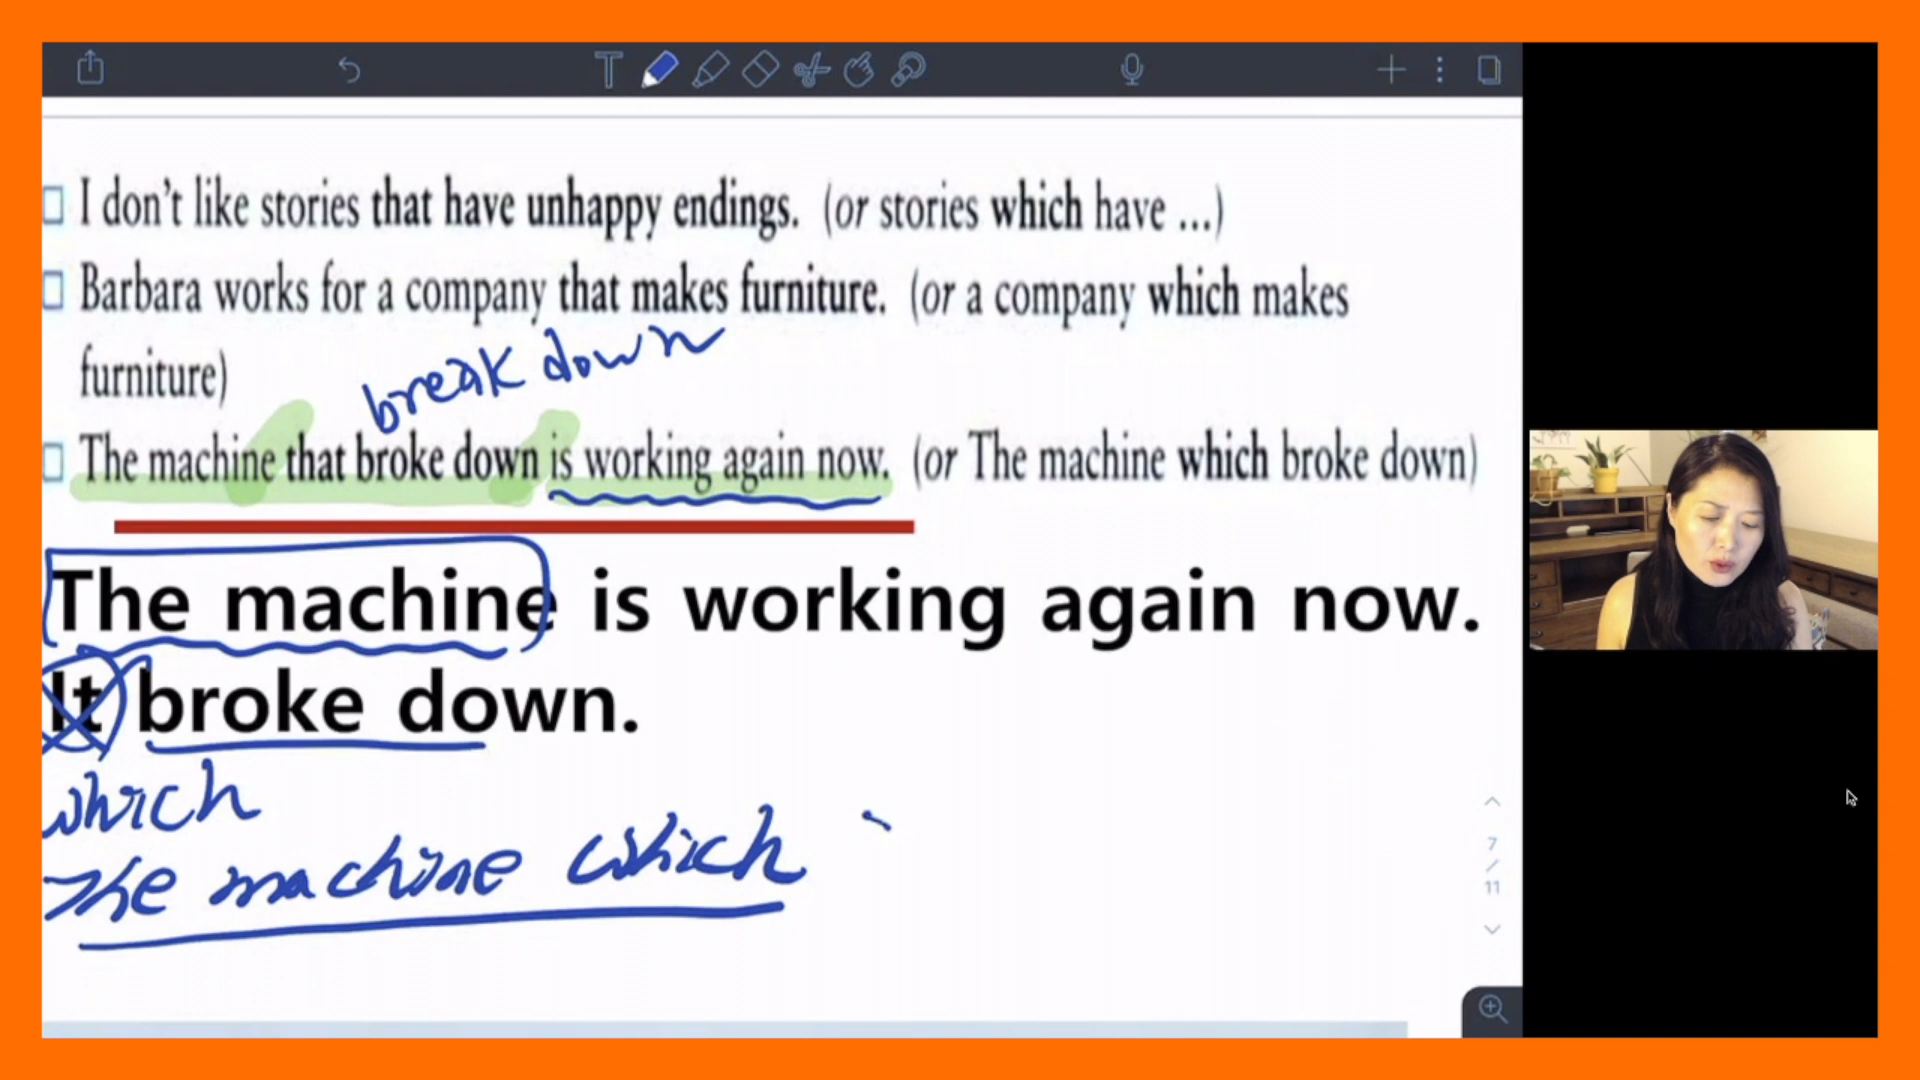 I don't like stories that have unhappy endings. (or stories which have ...)
Barbara works for a company that makes furniture. (or a company which makes
furniture)
break down
The machine that broke down is working again now. (or The machine which broke down)
The machine is working again now.
It broke down.
which
The machine which
7
/
11